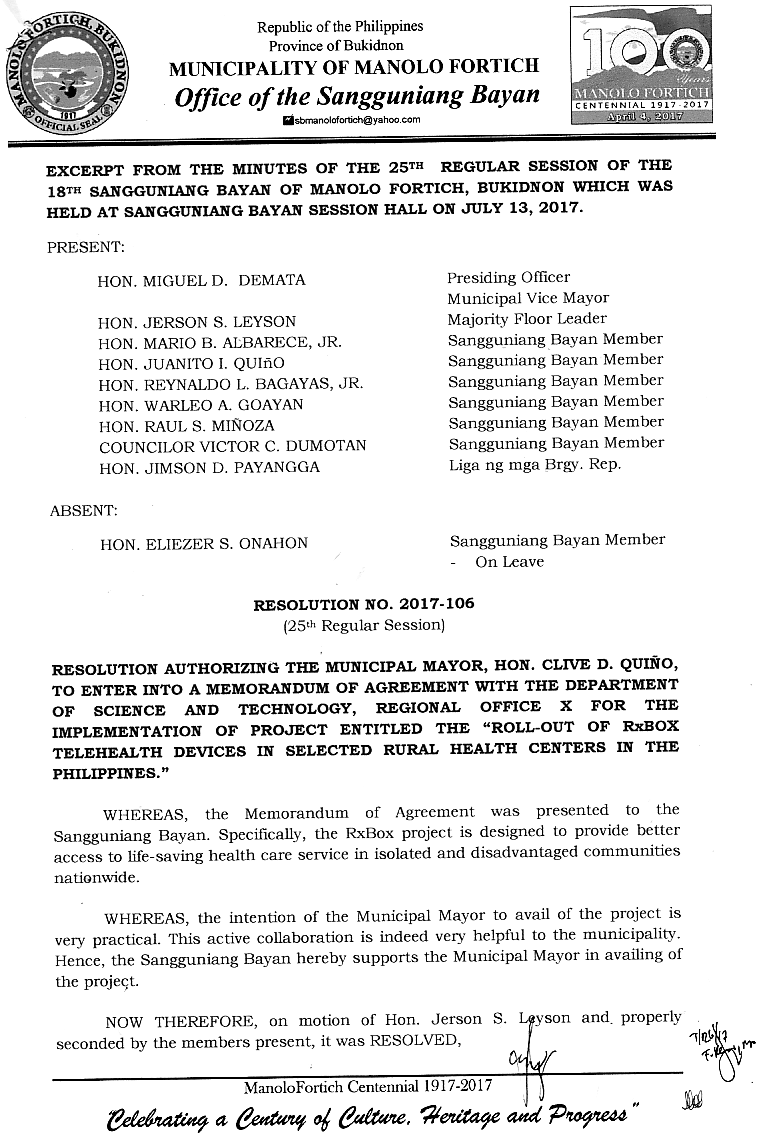 MANOLO FORTICH, BUKIDNON
1917
OFFICIAL SEAL
Republic of the Philippines
Province of Bukidnon
MUNICIPALITY OF MANOLO FORTICH
Office of the Sangguniang Bayan
sbmanolofortich@yahoo.com
100
Years
MANOLO FORTICH
CENTENNIAL 1917-2017
April 4, 2017
EXCERPT FROM THE MINUTES OF THE 25TH REGULAR SESSION OF THE
18TH SANGGUNIANG BAYAN OF MANOLO FORTICH, BUKIDNON WHICH WAS
HELD AT SANGGUNIANG BAYAN SESSION HALL ON JULY 13, 2017.
PRESENT:
HON. MIGUEL D. DEMATA Presiding Officer
Municipal Vice Mayor
HON. JERSON S. LEYSON Majority Floor Leader
HON. MARIO B. ALBARECE, JR. Sangguniang Bayan Member
HON. JUANITO I. QUIñO Sangguniang Bayan Member
HON. REYNALDO L. BAGAYAS, JR. Sangguniang Bayan Member
HON. WARLEO A. GOAYAN Sangguniang Bayan Member
HON. RAUL S. MIÑOZA Sangguniang Bayan Member
COUNCILOR VICTOR C. DUMOTAN Sangguniang Bayan Member
HON. JIMSON D. PAYANGGA Liga ng mga Brgy. Rep.
ABSENT:
HON. ELIEZER S. ONAHON Sangguniang Bayan Member
- On Leave
RESOLUTION NO. 2017-106
(25th Regular Session)
RESOLUTION AUTHORIZING THE MUNICIPAL MAYOR, HON. CLIVE D. QUIÑO,
TO ENTER INTO A MEMORANDUM OF AGREEMENT WITH THE DEPARTMENT
OF SCIENCE AND TECHNOLOGY, REGIONAL OFFICE X FOR THE
IMPLEMENTATION OF PROJECT ENTITLED THE “ROLL-OUT OF RxBOX
TELEHEALTH DEVICES IN SELECTED RURAL HEALTH CENTERS IN THE
PHILIPPINES.”
WHEREAS, the Memorandum of Agreement was presented to the
Sangguniang Bayan. Specifically, the RxBox project is designed to provide better
access to life-saving health care service in isolated and disadvantaged communities
nationwide.
WHEREAS, the intention of the Municipal Mayor to avail of the project is
very practical. This active collaboration is indeed very helpful to the municipality.
Hence, the Sangguniang Bayan hereby supports the Municipal Mayor in availing of
the project.
NOW THEREFORE, on motion of Hon. Jerson S. Leyson and properly
seconded by the members present, it was RESOLVED,
ManoloFortich Centennial 1917-2017
"Celebrating a Century of Culture, Heritage and Progress"